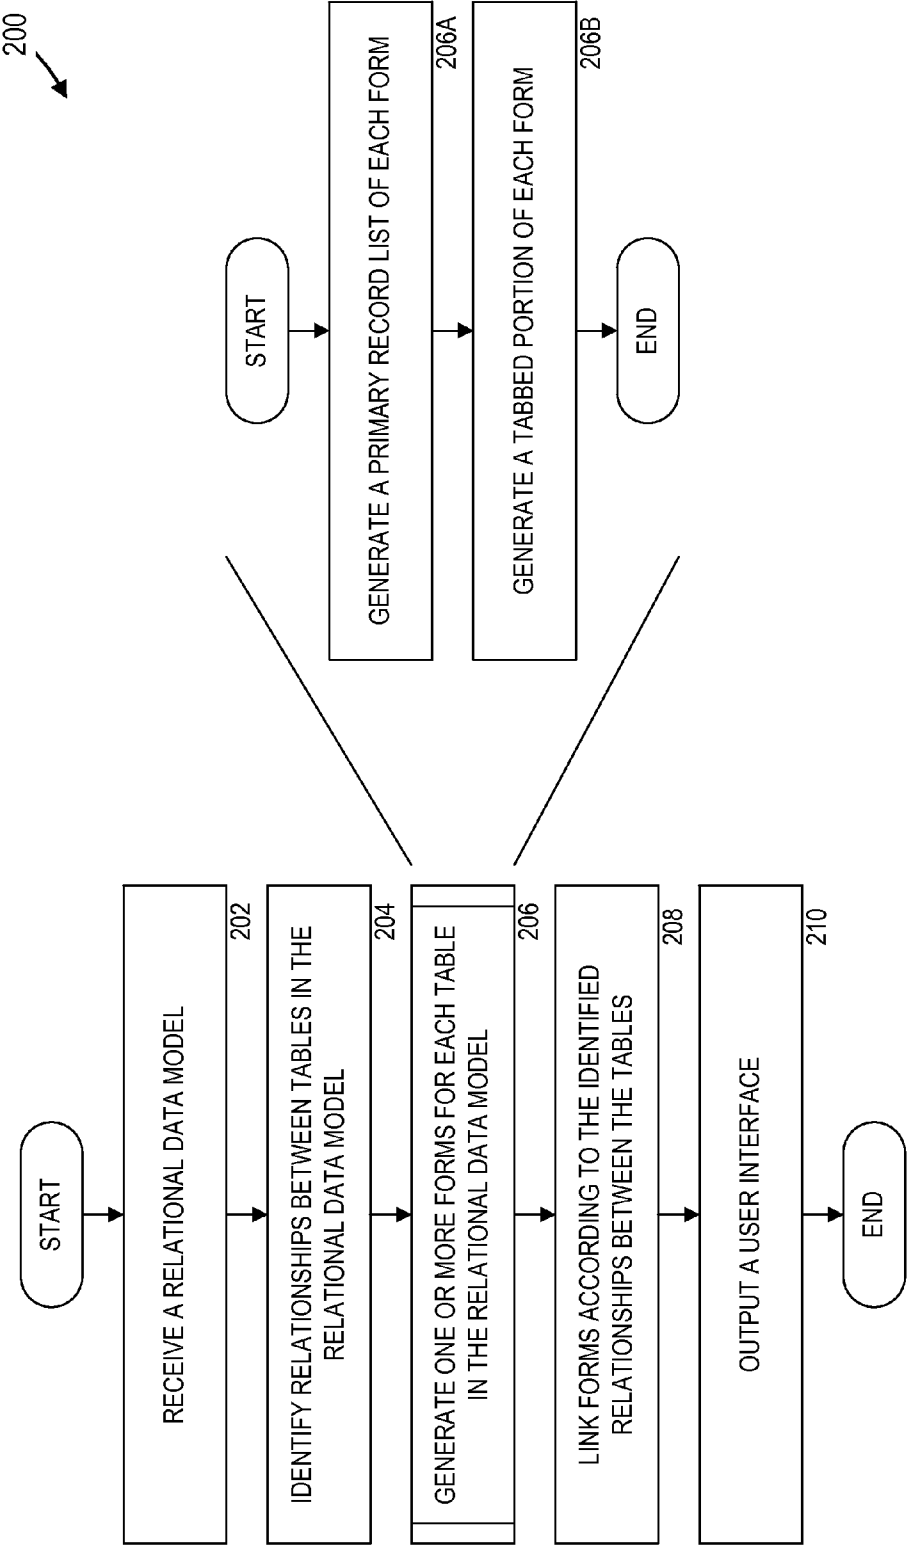 200
START
RECEIVE A RELATIONAL DATA MODEL
202
IDENTIFY RELATIONSHIPS BETWEEN TABLES IN THE
RELATIONAL DATA MODEL
204
GENERATE ONE OR MORE FORMS FOR EACH TABLE
IN THE RELATIONAL DATA MODEL
206
LINK FORMS ACCORDING TO THE IDENTIFIED
RELATIONSHIPS BETWEEN THE TABLES
208
OUTPUT A USER INTERFACE
210
END
START
GENERATE A PRIMARY RECORD LIST OF EACH FORM
206A
GENERATE A TABBED PORTION OF EACH FORM
206B
END